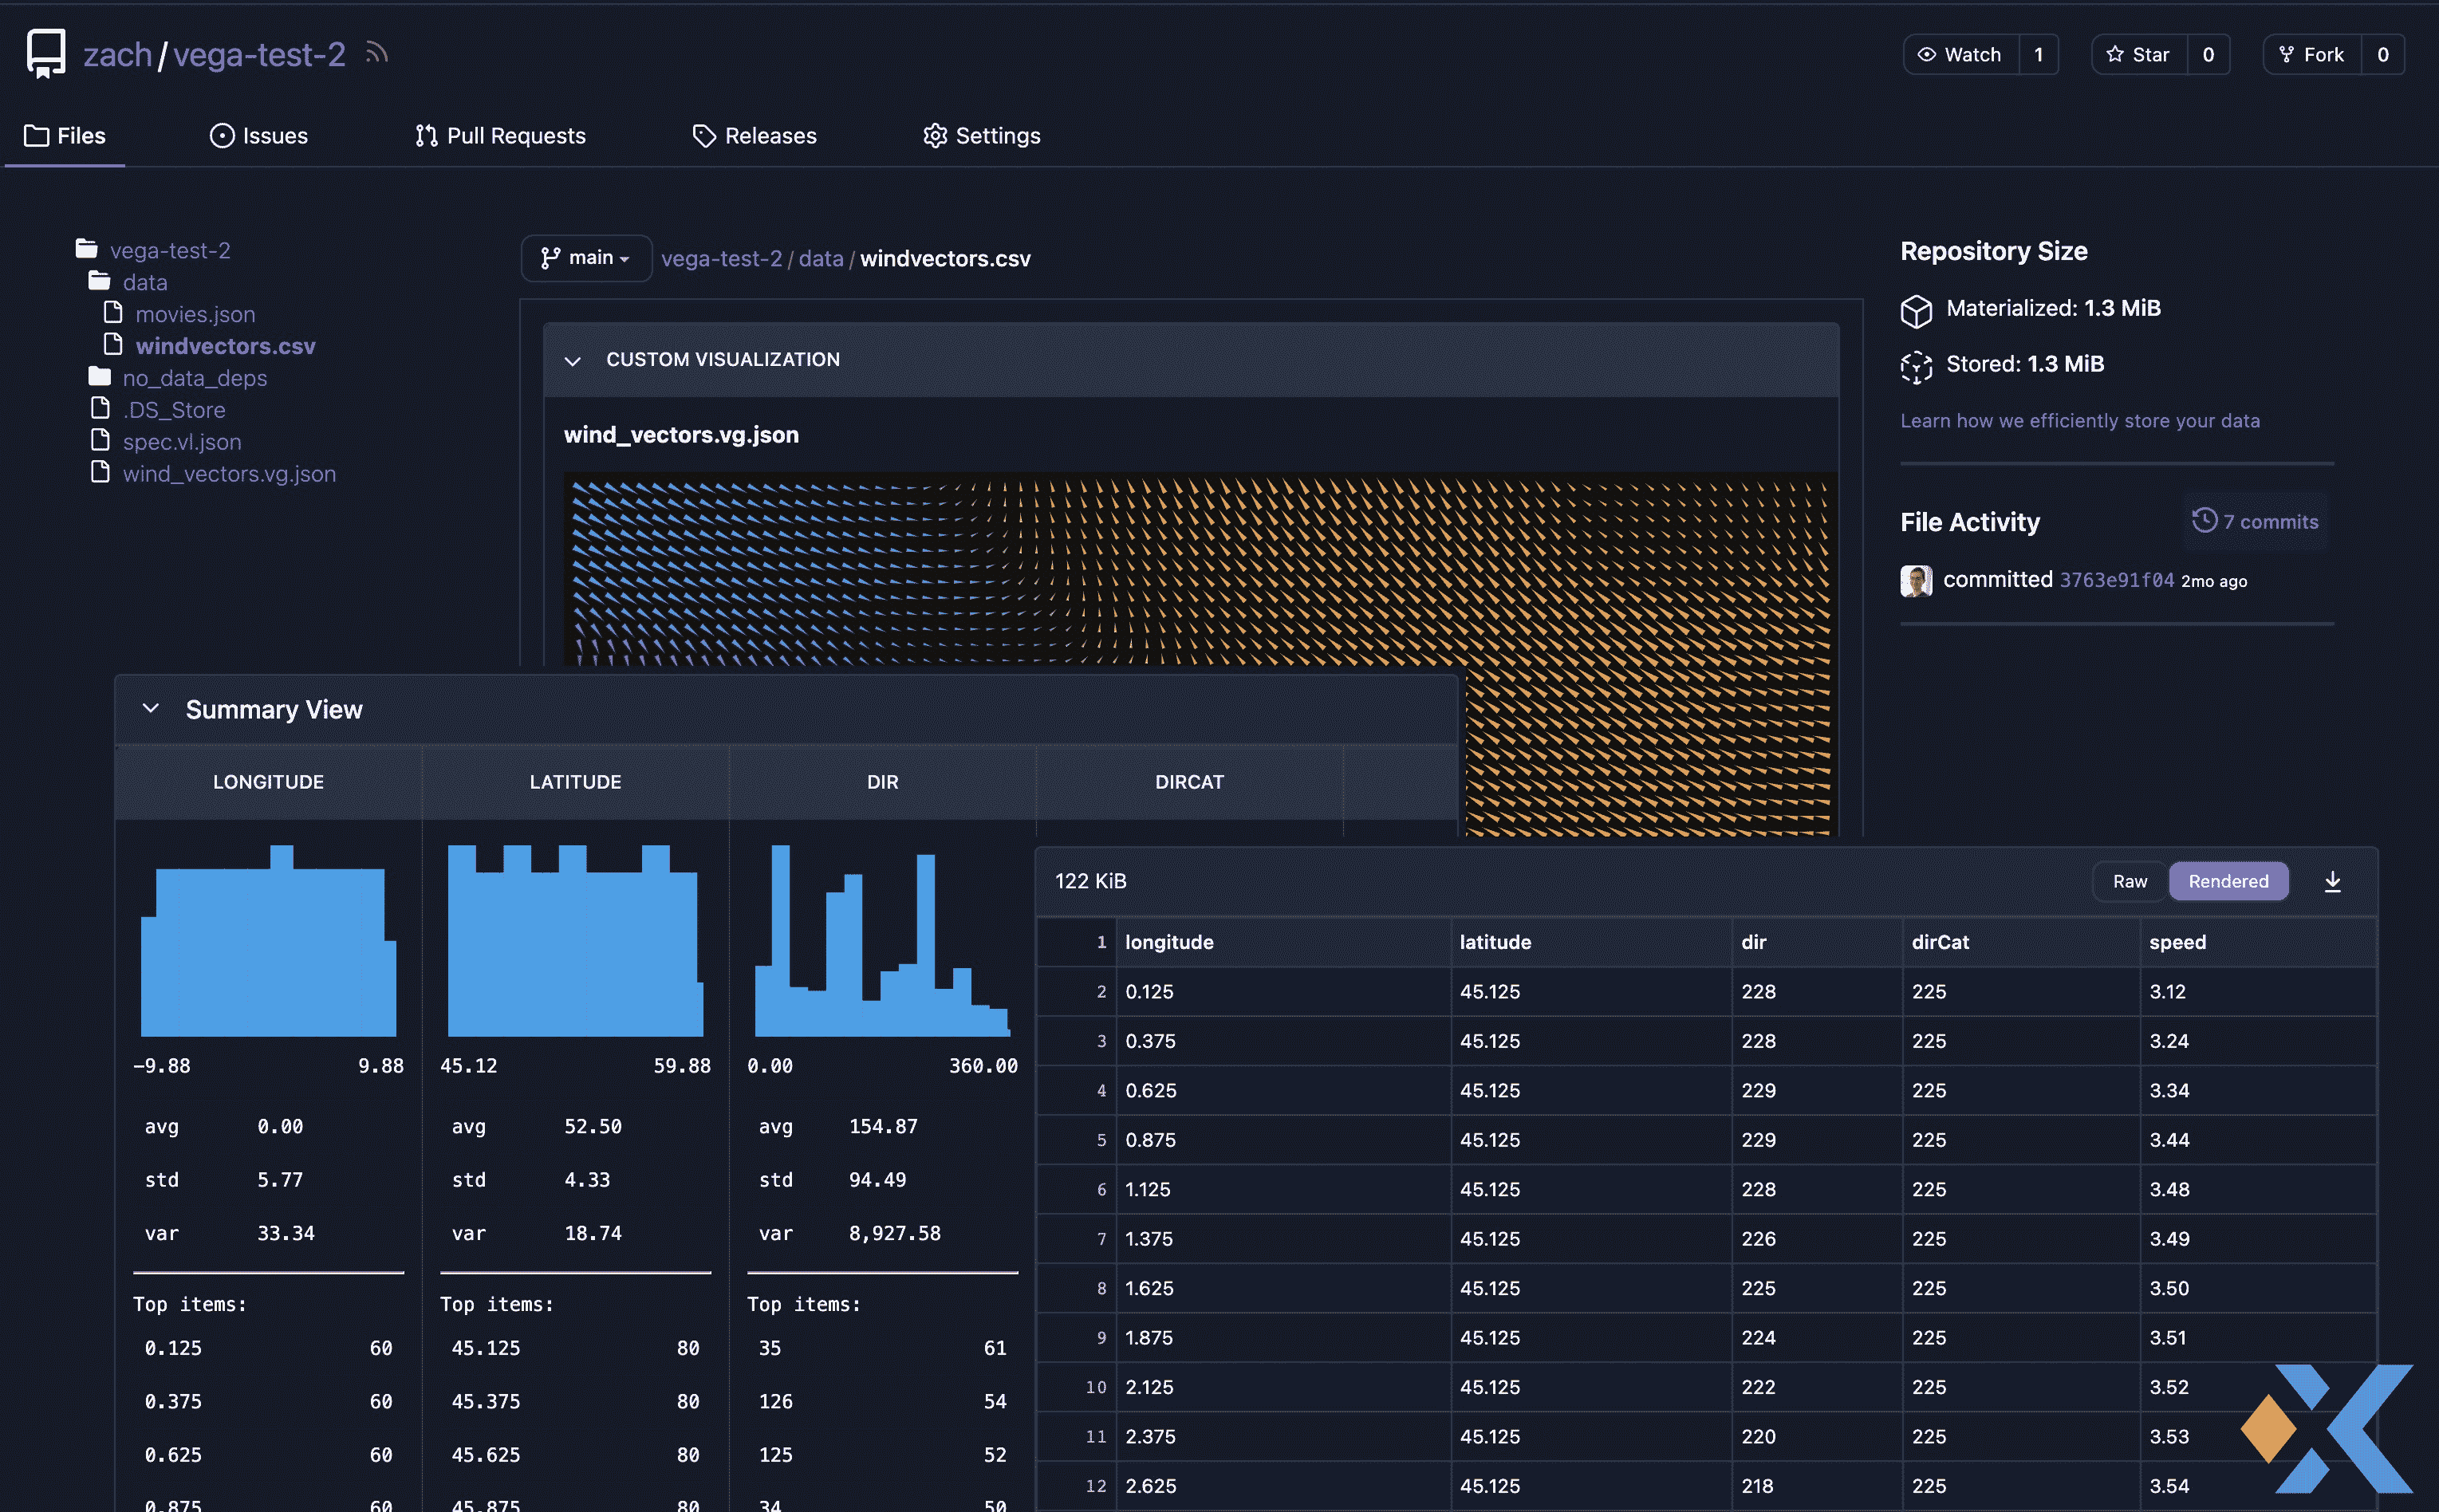 zach/vega-test-2
Watch 1
Star 0
Fork 0
Files
Issues
Pull Requests
Releases
Settings
vega-test-2
data
movies.json
windvectors.csv
no_data_deps
.DS_Store
spec.vl.json
wind_vectors.vg.json
main
vega-test-2/data/windvectors.csv
CUSTOM VISUALIZATION
wind_vectors.vg.json
Repository Size
Materialized: 1.3 MiB
Stored: 1.3 MiB
Learn how we efficiently store your data
File Activity
7 commits
committed 3763e91f04 2mo ago
Summary View
LONGITUDE LATITUDE DIR DIRCAT
−9.88 9.88 45.12 59.88 0.00 360.00
avg 0.00 avg 52.50 avg 154.87
std 5.77 std 4.33 std 94.49
var 33.34 var 18.74 var 8,927.58
Top items: Top items: Top items:
0.125 60 45.125 80 35 61
0.375 60 45.375 80 126 54
0.625 60 45.625 80 125 52
0.875 60 45.875 80 34 50
122 KiB
Raw
Rendered
1 longitude latitude dir dirCat speed
2 0.125 45.125 228 225 3.12
3 0.375 45.125 228 225 3.24
4 0.625 45.125 229 225 3.34
5 0.875 45.125 229 225 3.44
6 1.125 45.125 228 225 3.48
7 1.375 45.125 226 225 3.49
8 1.625 45.125 225 225 3.50
9 1.875 45.125 224 225 3.51
10 2.125 45.125 222 225 3.52
11 2.375 45.125 220 225 3.53
12 2.625 45.125 218 225 3.54